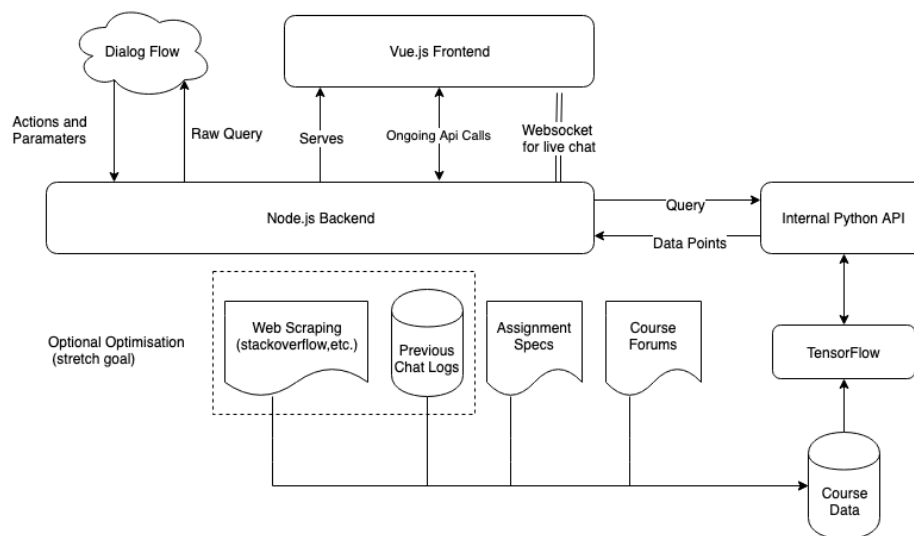 Dialog Flow
Vue.js Frontend
Actions and
Paramaters
Raw Query
Serves
Ongoing Api Calls
Websocket
for live chat
Node.js Backend
Query
Data Points
Internal Python API
Optional Optimisation
(stretch goal)
Web Scraping
(stackoverflow,etc.)
Previous
Chat Logs
Assignment
Specs
Course
Forums
TensorFlow
Course
Data